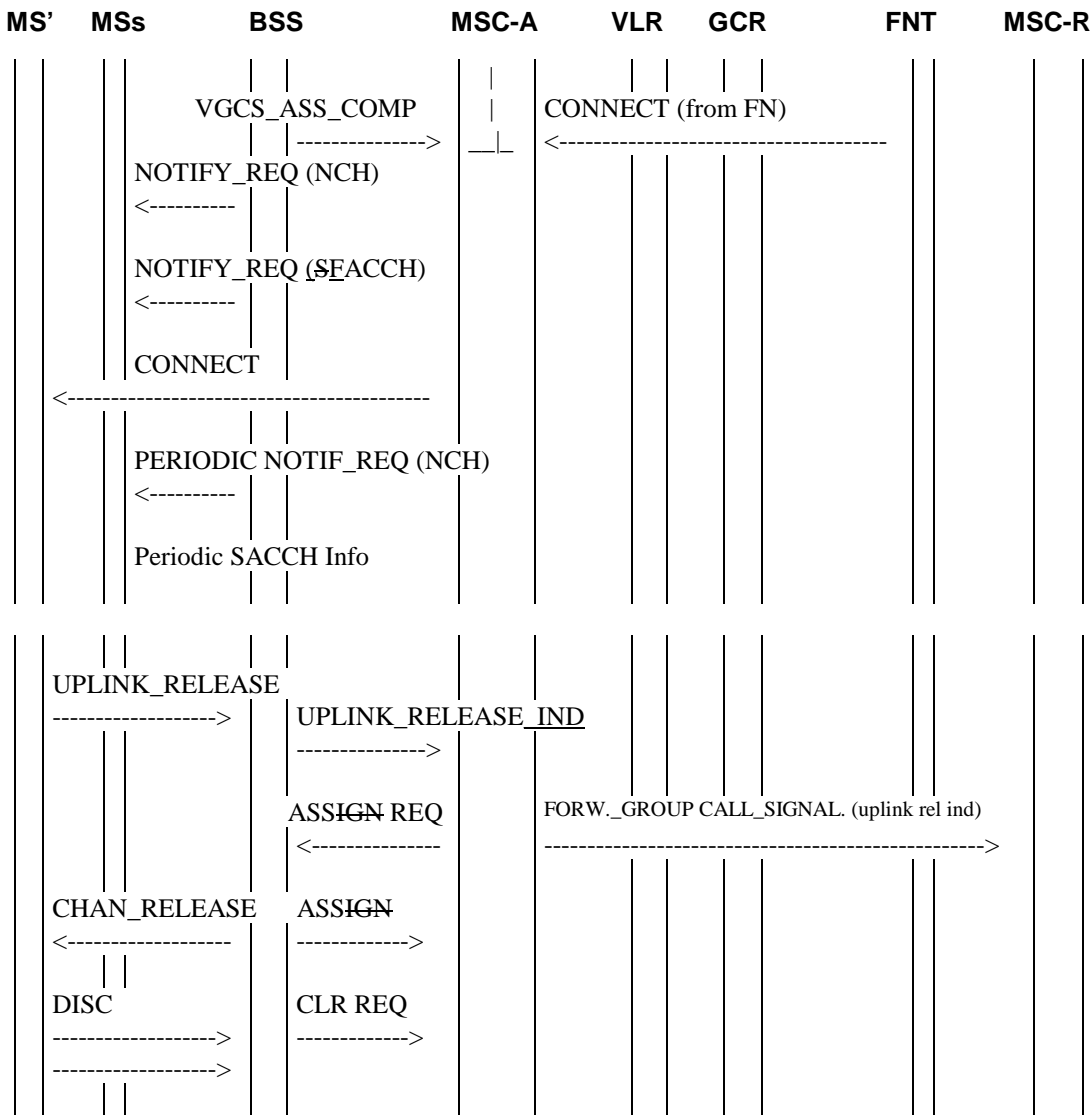 MS' MSs BSS MSC-A VLR GCR FNT MSC-R
VGCS_ASS_COMP CONNECT (from FN)
---------------> __|_ <--------------------------------------
NOTIFY_REQ (NCH)
<----------
NOTIFY_REQ (SFACCH)
<----------
CONNECT
<------------------------------------------
PERIODIC NOTIF_REQ (NCH)
<----------
Periodic SACCH Info
UPLINK_RELEASE
-------------------> UPLINK_RELEASE_IND
--------------->
ASSIGN REQ FORW._GROUP CALL_SIGNAL. (uplink rel ind)
<--------------- --------------------------------------------------->
CHAN_RELEASE ASSIGN
<------------------- ------------->
DISC CLR REQ
-------------------> ------------->
------------------->